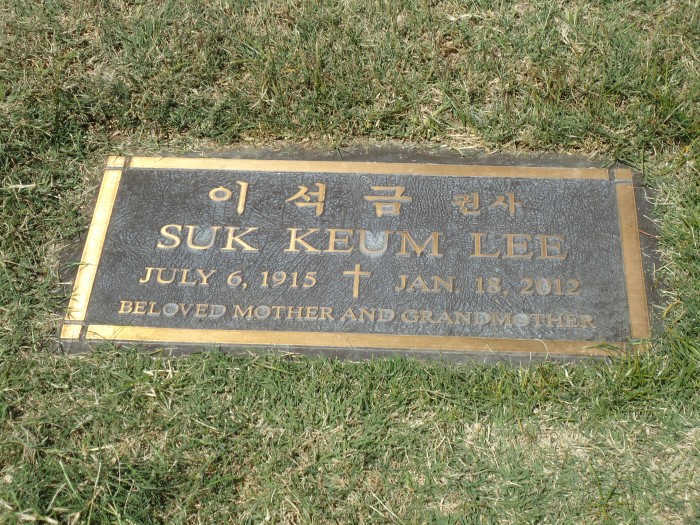 이 석 금 권사
SUK KEUM LEE
JULY 6, 1915 JAN. 18, 2012
BELOVED MOTHER AND GRANDMOTHER